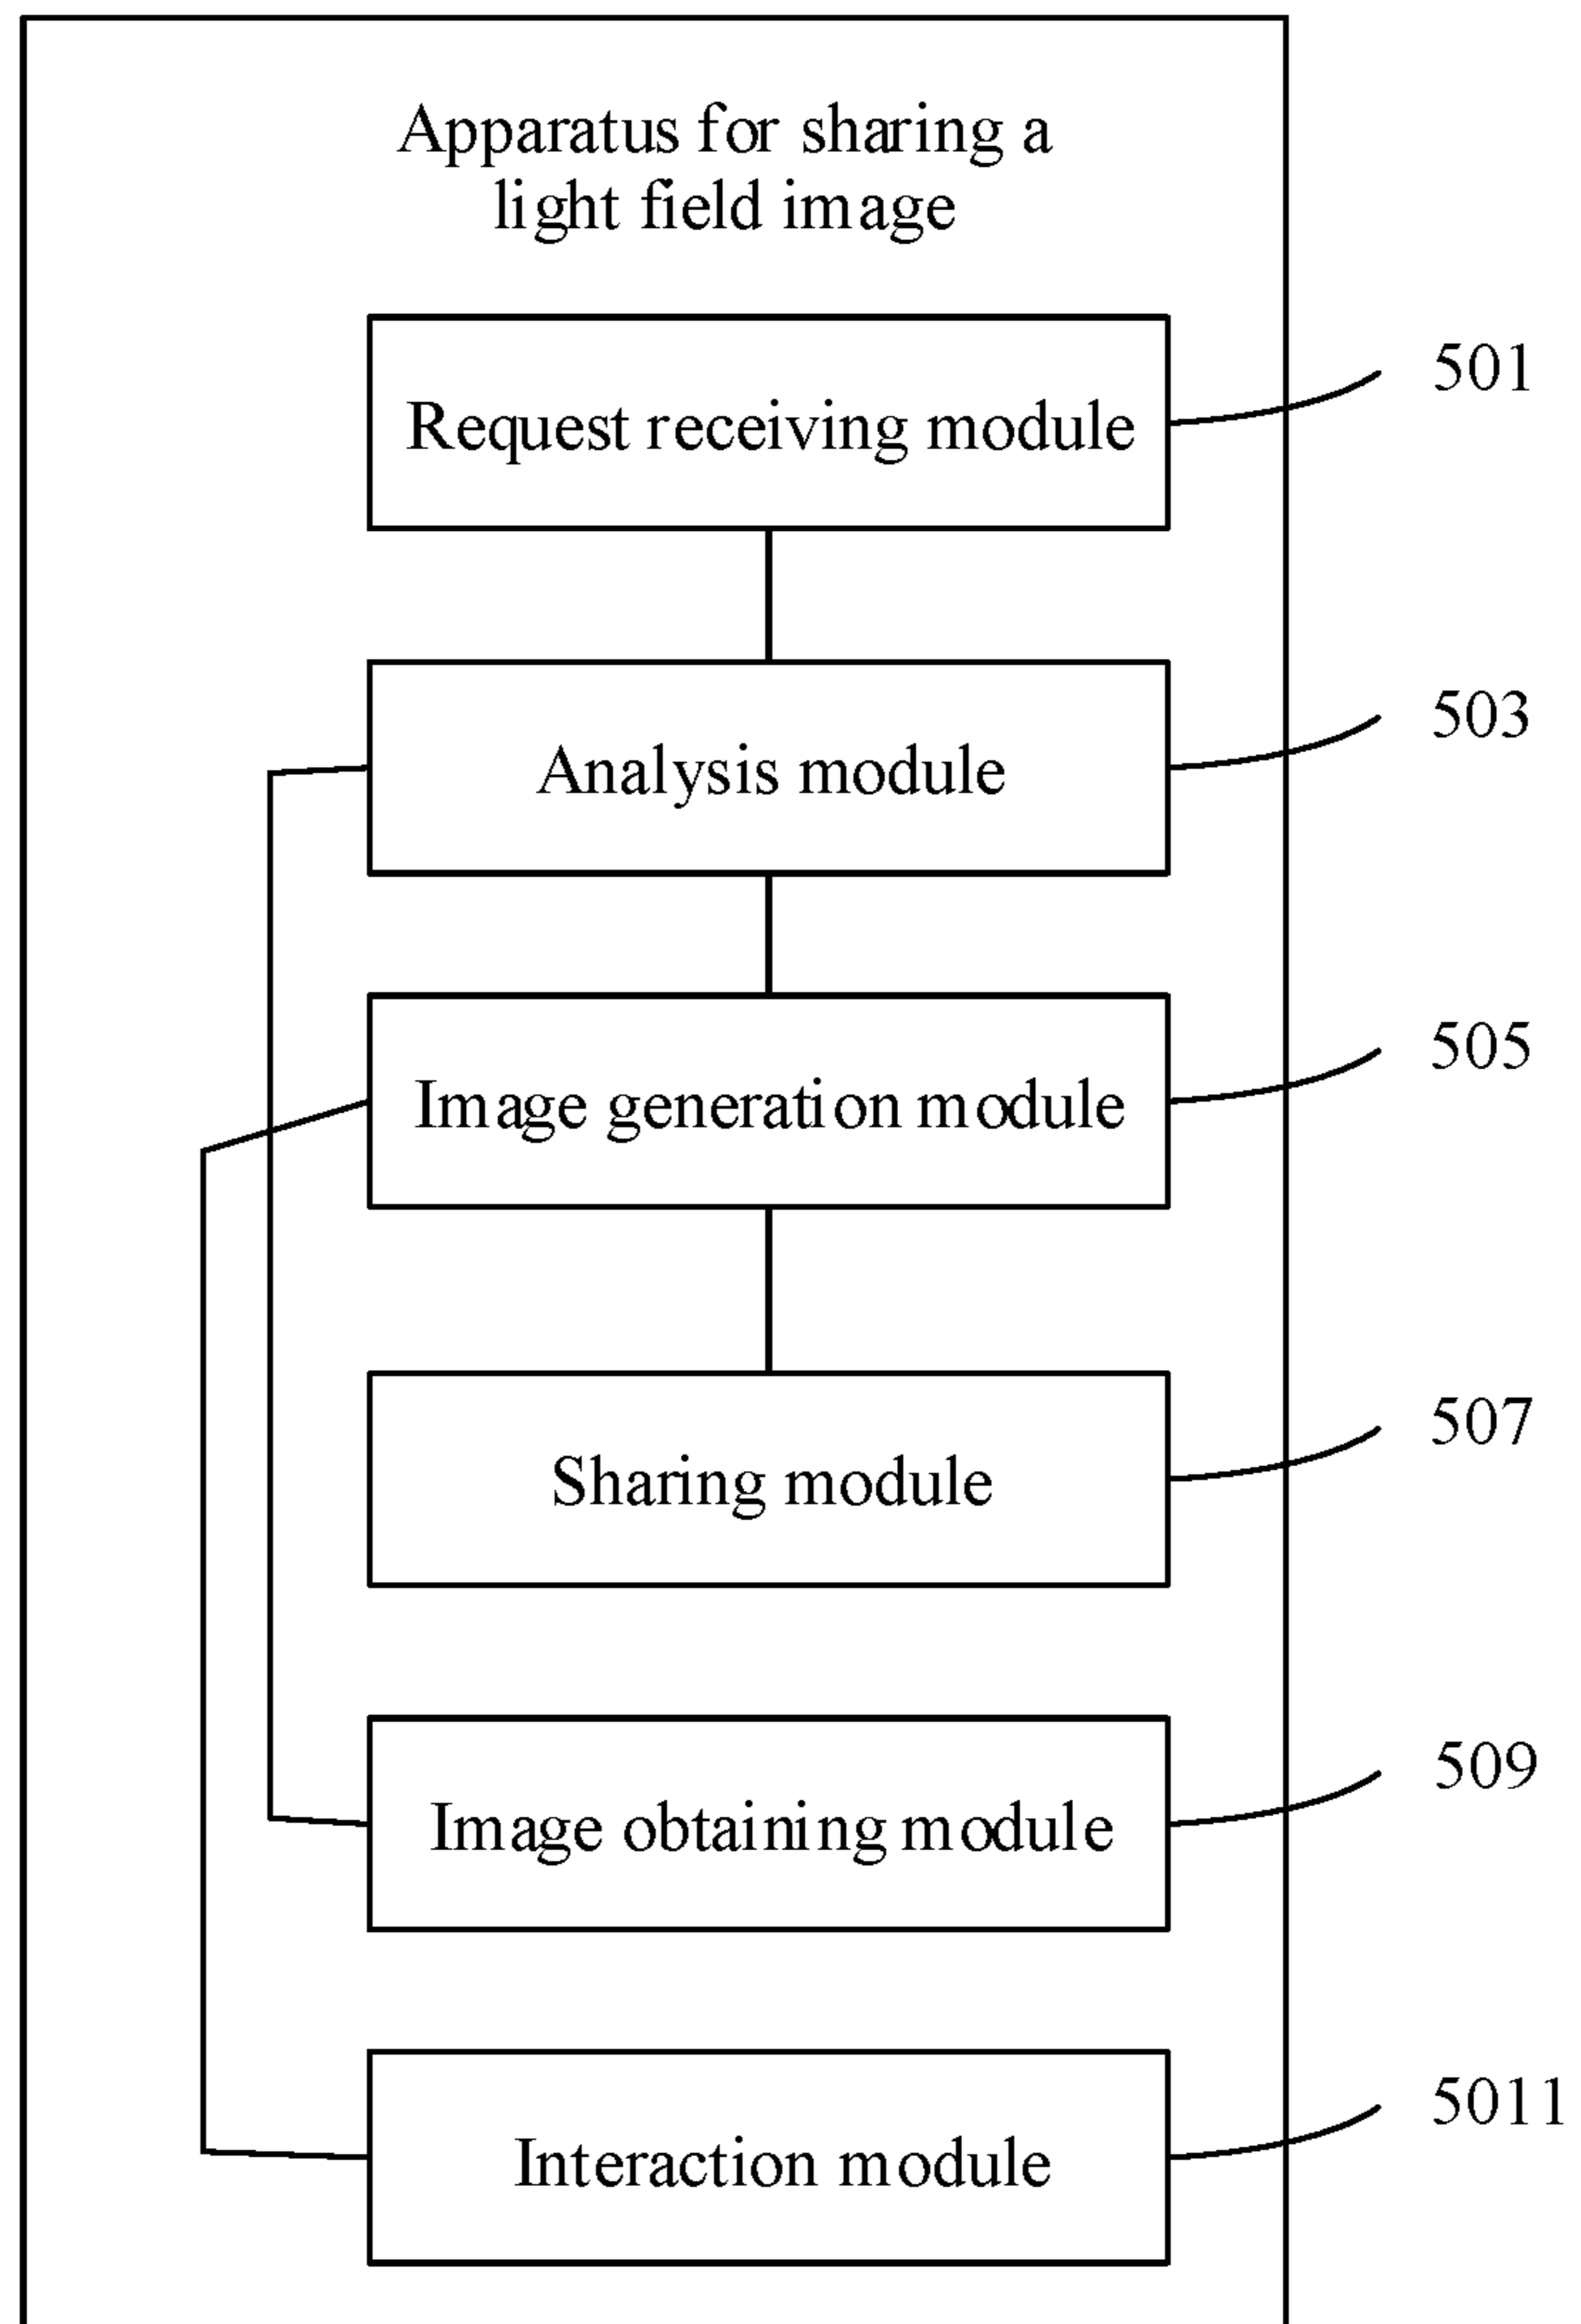 Apparatus for sharing a
light field image
Request receiving module
501
Analysis module
503
Image generation module
505
Sharing module
507
Image obtaining module
509
Interaction module
5011